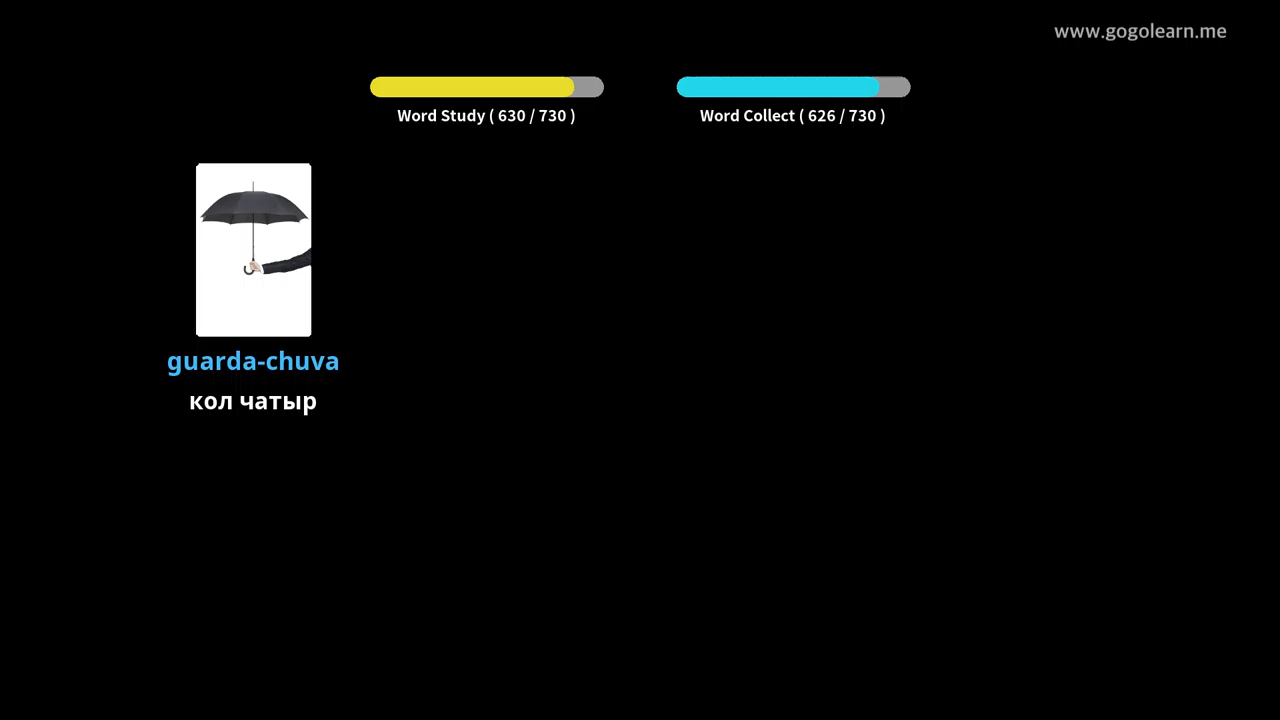 www.gogolearn.me
Word Study ( 630 / 730 )
Word Collect ( 626 / 730 )
guarda-chuva
кол чатыр